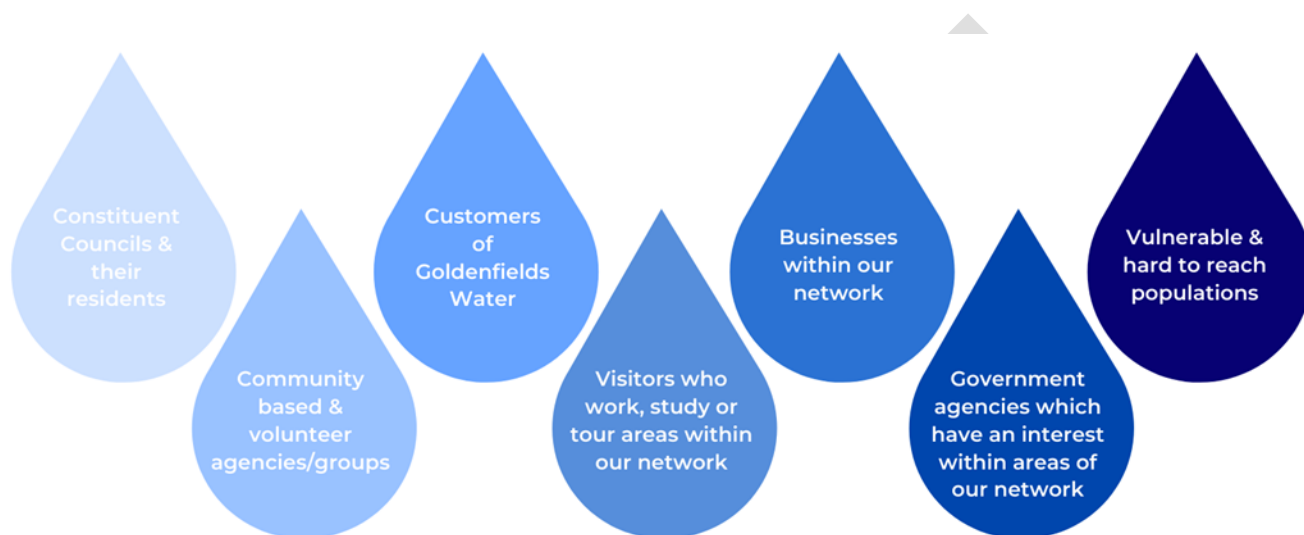 Constituent
Councils &
their
residents
Community
based &
volunteer
agencies/groups
Customers
of
Goldenfields
Water
Visitors who
work, study or
tour areas within
our network
Businesses
within our
network
Government
agencies which
have an interest
within areas of
our network
Vulnerable &
hard to reach
populations